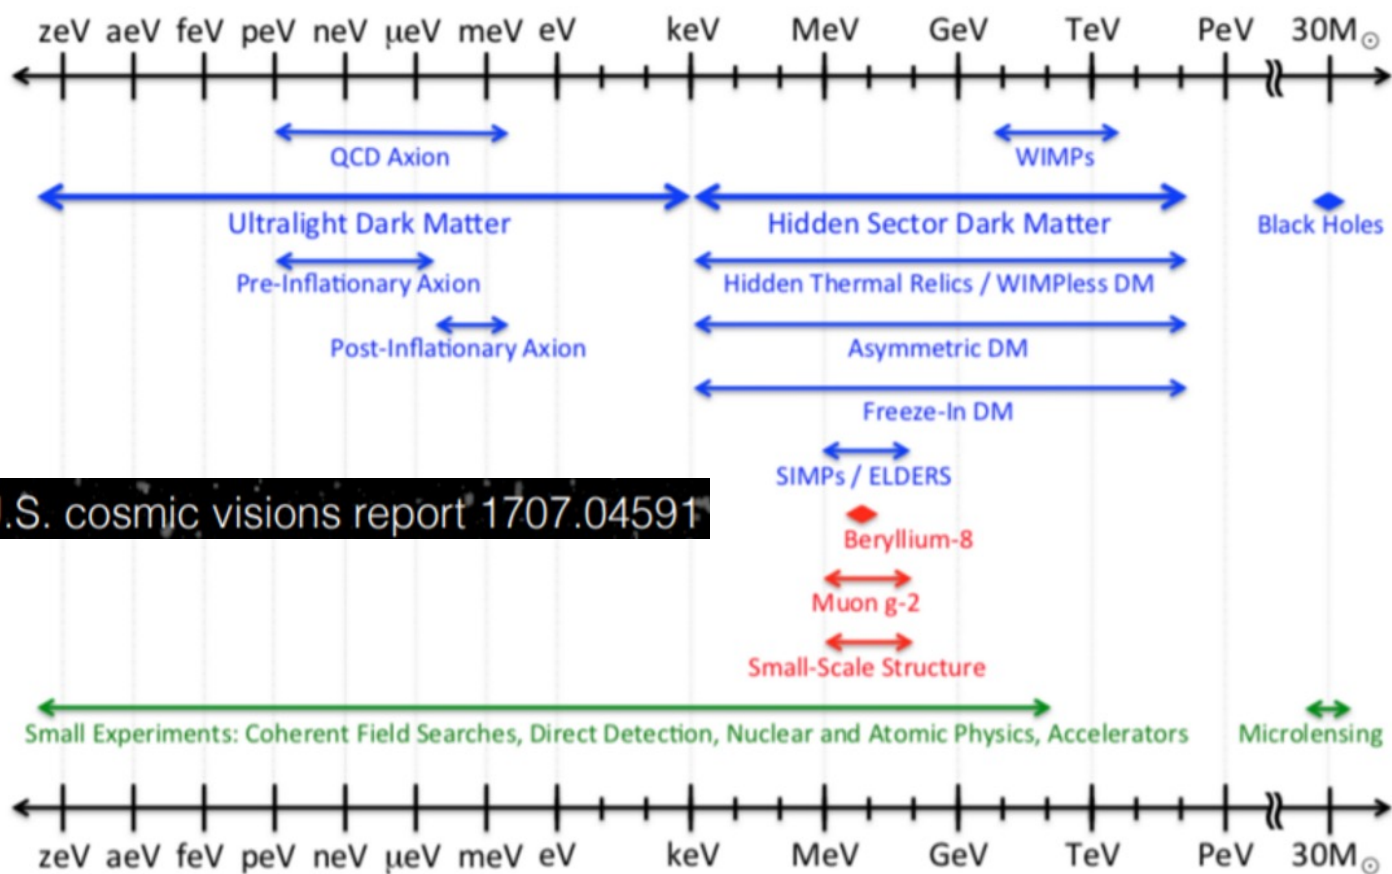 zeV aeV feV peV neV μeV meV eV keV MeV GeV TeV PeV 30M☉
QCD Axion WIMPs
Ultralight Dark Matter Hidden Sector Dark Matter Black Holes
Pre-Inflationary Axion Hidden Thermal Relics / WIMPless DM
Post-Inflationary Axion Asymmetric DM
Freeze-In DM
SIMPs / ELDERS
.S. cosmic visions report 1707.04591
Beryllium-8
Muon g-2
Small-Scale Structure
Small Experiments: Coherent Field Searches, Direct Detection, Nuclear and Atomic Physics, Accelerators Microlensing
zeV aeV feV peV neV μeV meV eV keV MeV GeV TeV PeV 30M☉